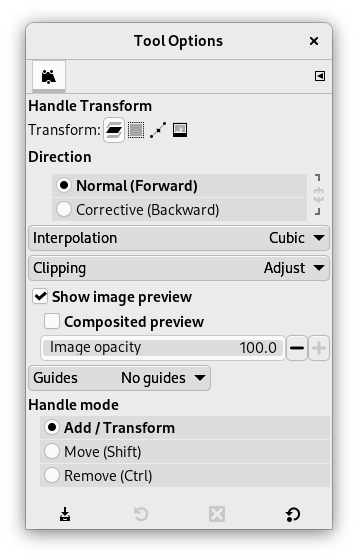 Tool Options
Handle Transform
Transform:
Direction
Normal (Forward)
Corrective (Backward)
Interpolation Cubic
Clipping Adjust
Show image preview
Composited preview
Image opacity 100.0
Guides No guides
Handle mode
Add / Transform
Move (Shift)
Remove (Ctrl)